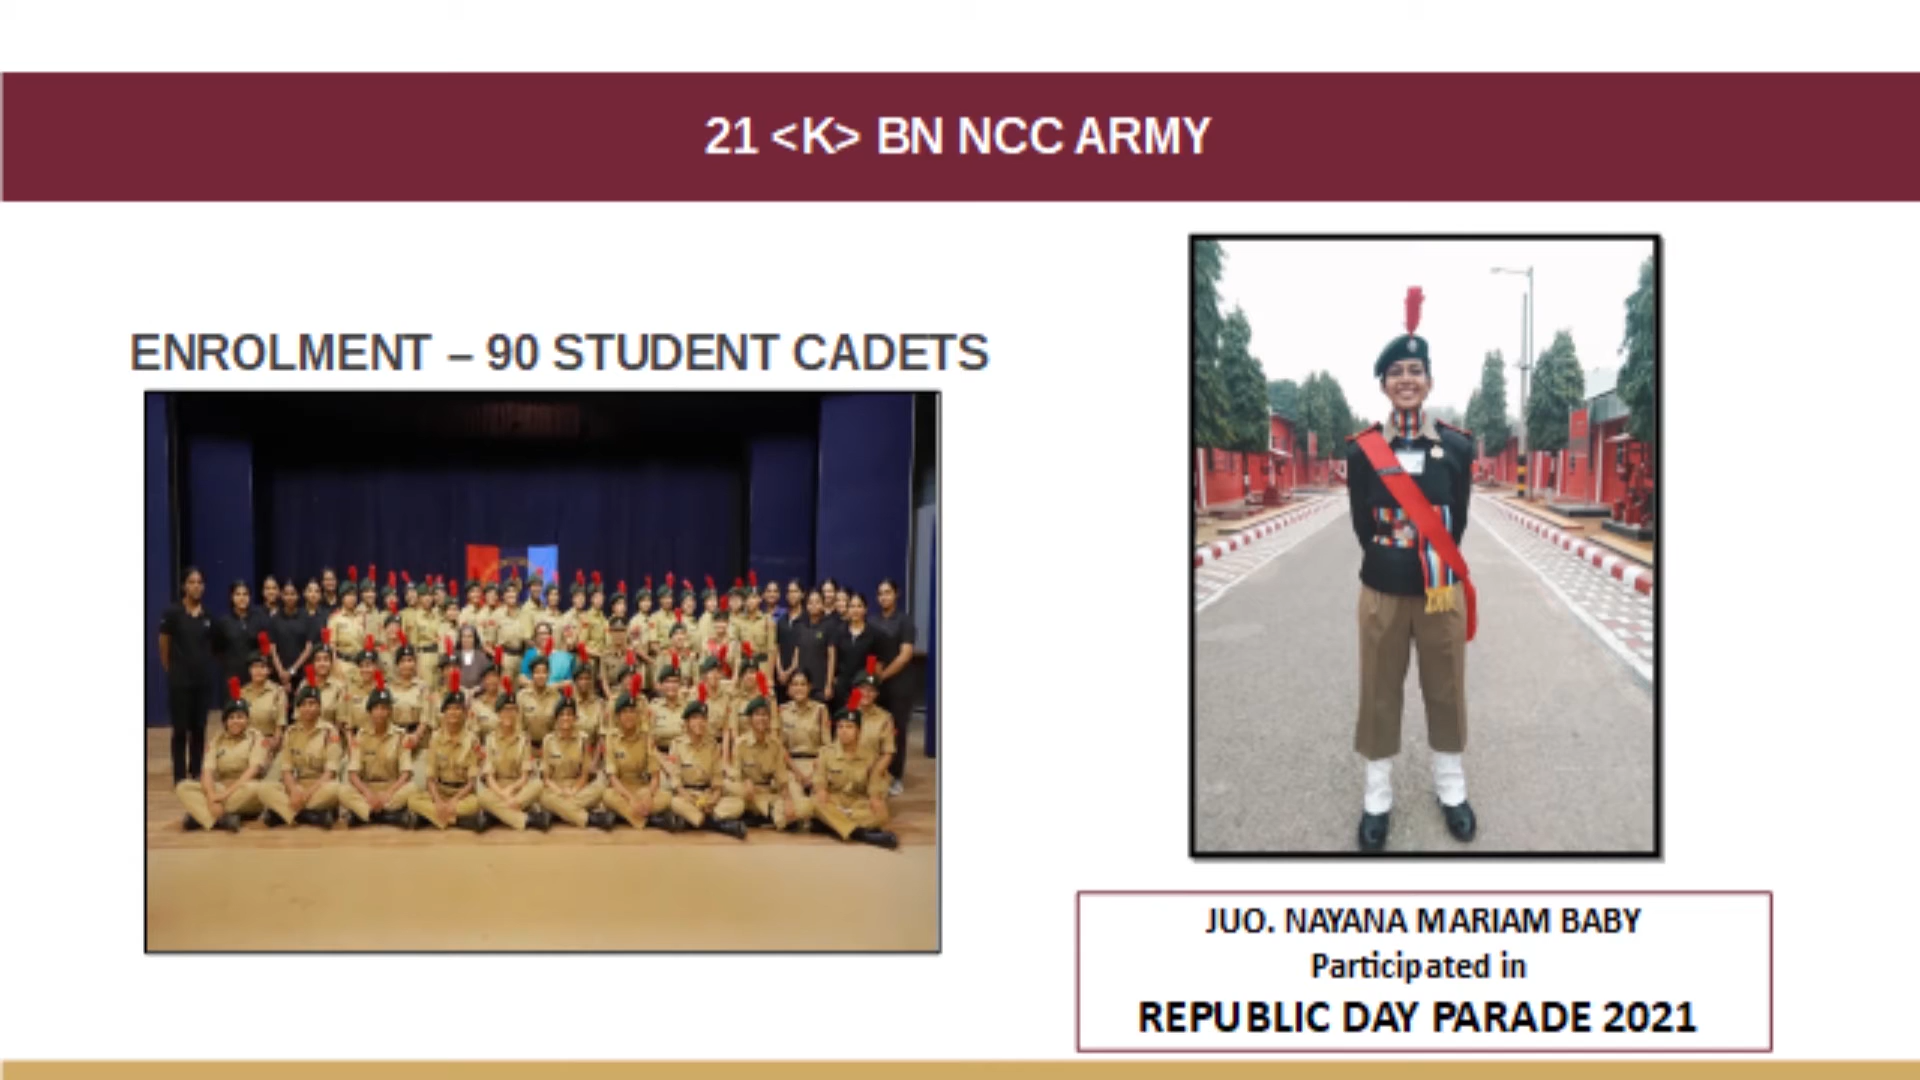 21 <K> BN NCC ARMY
ENROLMENT – 90 STUDENT CADETS
JUO. NAYANA MARIAM BABY
Participated in
REPUBLIC DAY PARADE 2021